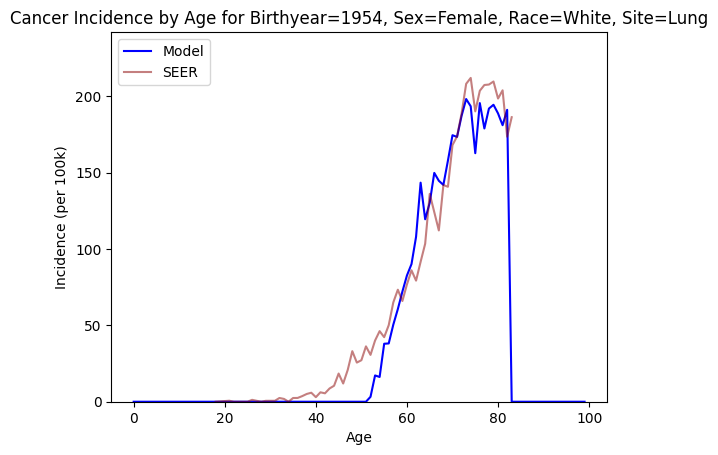 Cancer Incidence by Age for Birthyear=1954, Sex=Female, Race=White, Site=Lung
Model
SEER
Incidence (per 100k)
200
150
100
50
0
0 20 40 60 80 100
Age